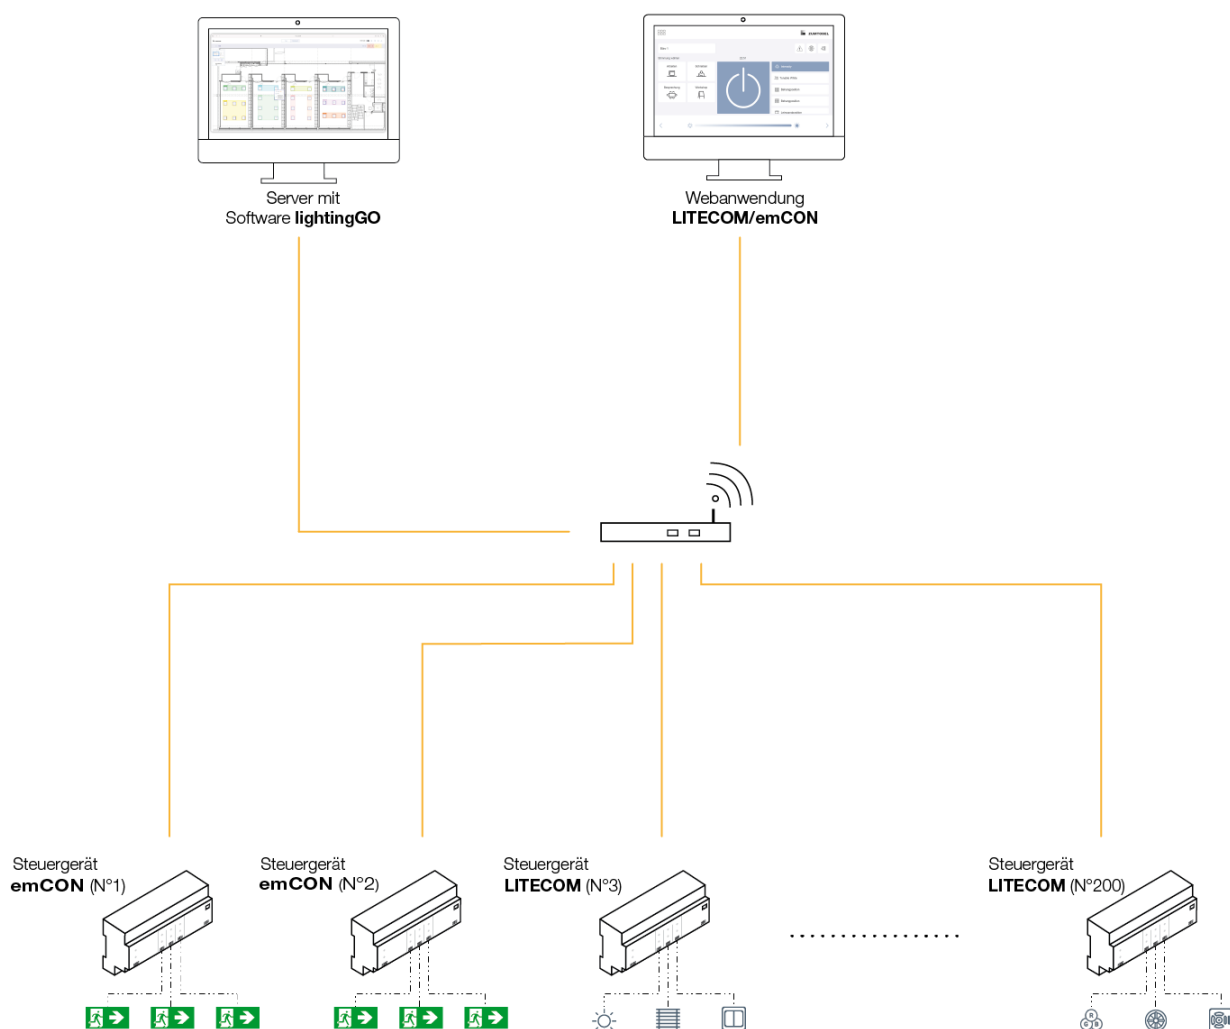 Server mit
Software lightingGO
Webanwendung
LITECOM/emCON
Steuergerät
emCON (N°1)
Steuergerät
emCON (N°2)
Steuergerät
LITECOM (N°3)
Steuergerät
LITECOM (N°200)
R
G B